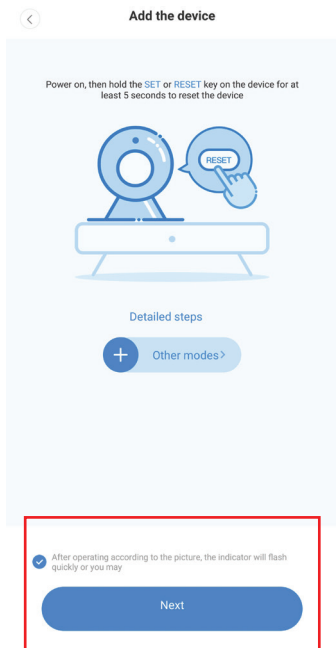 Add the device
Power on, then hold the SET or RESET key on the device for at
least 5 seconds to reset the device
RESET
Detailed steps
+ Other modes>
After operating according to the picture, the indicator will flash
quickly or you may
Next